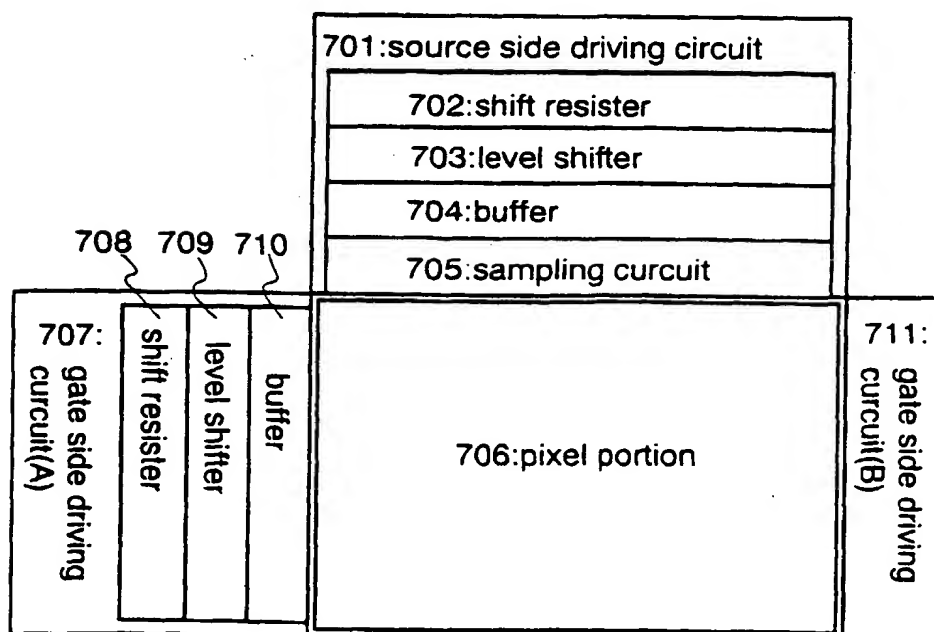 701:source side driving circuit
702:shift resister
703:level shifter
704:buffer
705:sampling curcuit
708 709 710
707:
gate side driving
curcuit(A)
shift resister
level shifter
buffer
706:pixel portion
711:
gate side driving
curcuit(B)